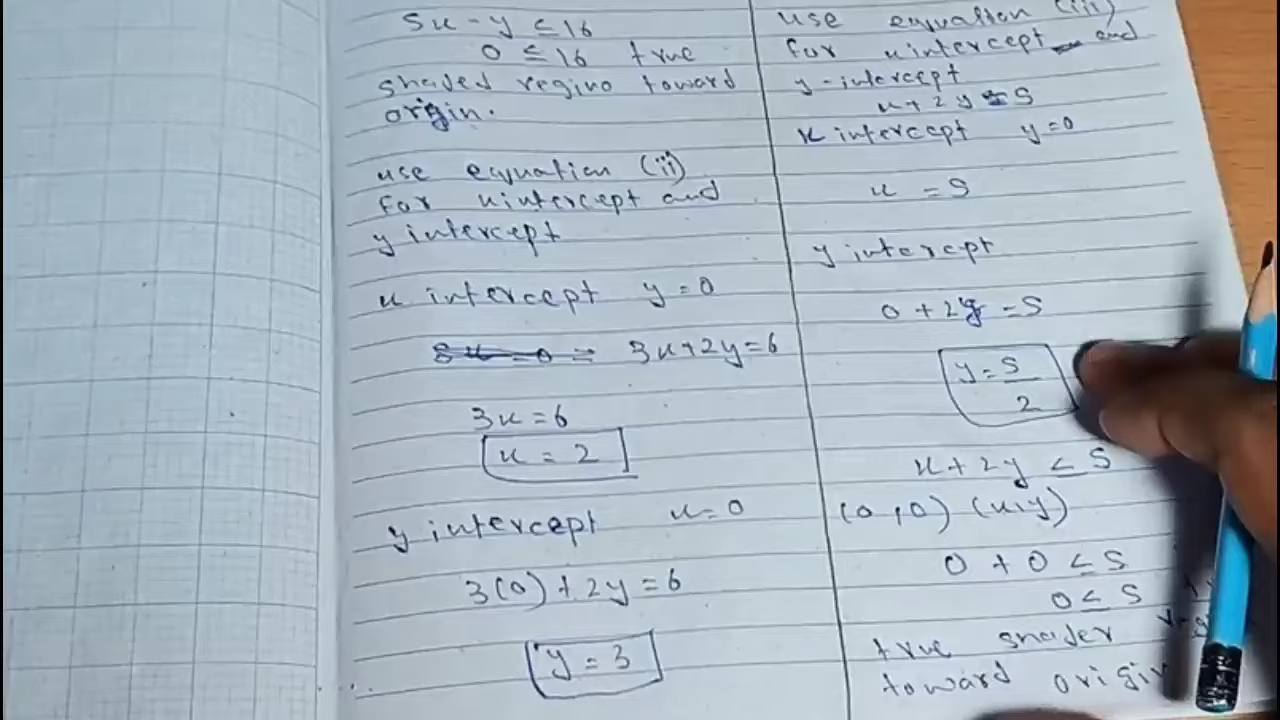 5x - y ≤ 16
0 ≤ 16 true
shaded regino toward
origin.
use equation (ii)
for x intercept and
y intercept
x intercept y = 0
3x + 2y = 6
3x = 6
x = 2
y intercept x = 0
3(0) + 2y = 6
y = 3
use equation (iii)
for x intercept and
y-intercept
x + 2y = 5
x intercept y = 0
x = 5
y intercept
0 + 2y = 5
y = 5/2
x + 2y < 5
(0, 0) (x, y)
0 + 0 ≤ 5
0 ≤ 5
true shader
toward origin